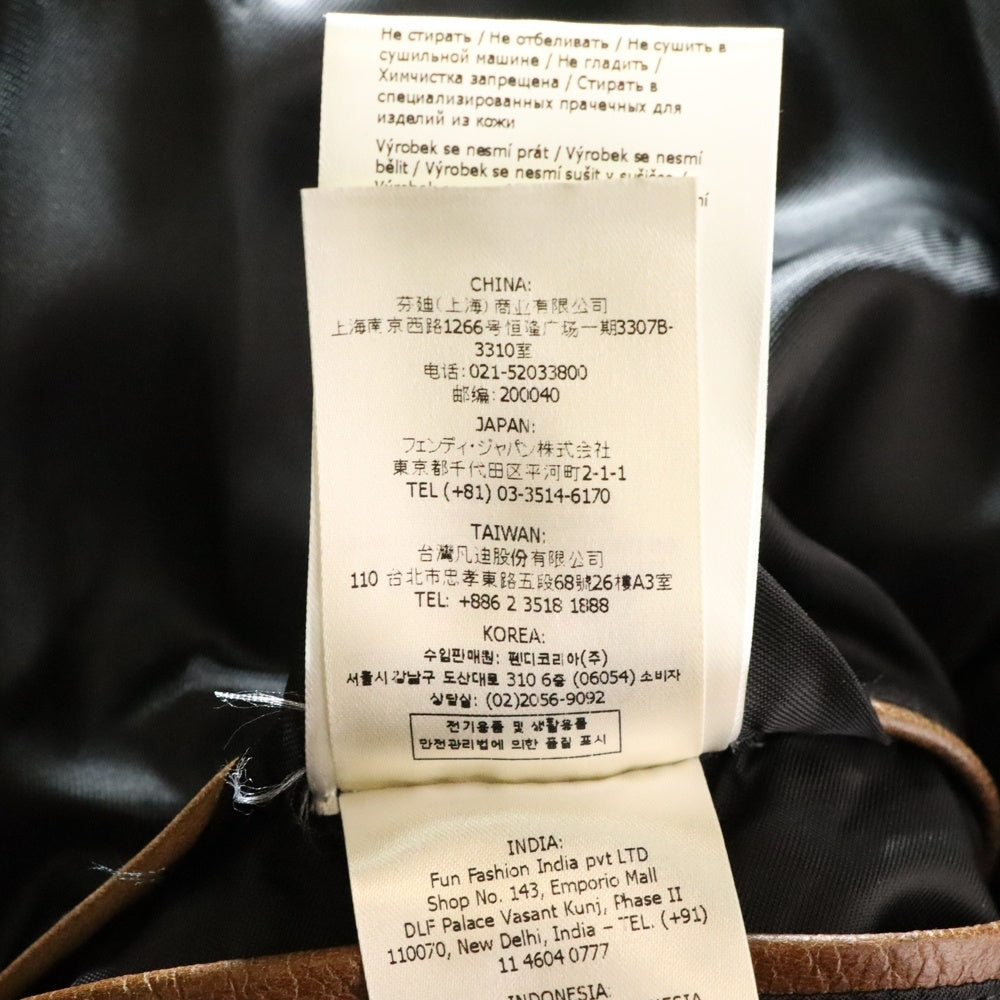 Не стирать / Не отбеливать / Не сушить в
сушильной машине / Не гладить /
Химчистка запрещена / Стирать в
специализированных прачечных для
изделий из кожи
Výrobek se nesmí prát / Výrobek se nesmí
bělit / Výrobek se nesmí sušit v sušičce /
CHINA:
芬迪(上海)商业有限公司
上海南京西路1266号恒隆广场一期3307B-
3310室
电话:021-52033800
邮编:200040
JAPAN:
フェンディ・ジャパン株式会社
東京都千代田区平河町2-1-1
TEL (+81) 03-3514-6170
TAIWAN:
台灣凡迪股份有限公司
110 台北市忠孝東路五段68號26樓A3室
TEL: +886 2 3518 1888
KOREA:
수입판매원: 펜디코리아(주)
서울시 강남구 도산대로 310 6층 (06054) 소비자
상담실: (02)2056-9092
전기용품 및 생활용품
안전관리법에 의한 품질 표시
INDIA:
Fun Fashion India pvt LTD
Shop No. 143, Emporio Mall
DLF Palace Vasant Kunj, Phase II
110070, New Delhi, India – TEL. (+91)
11 4604 0777
INDONESIA: